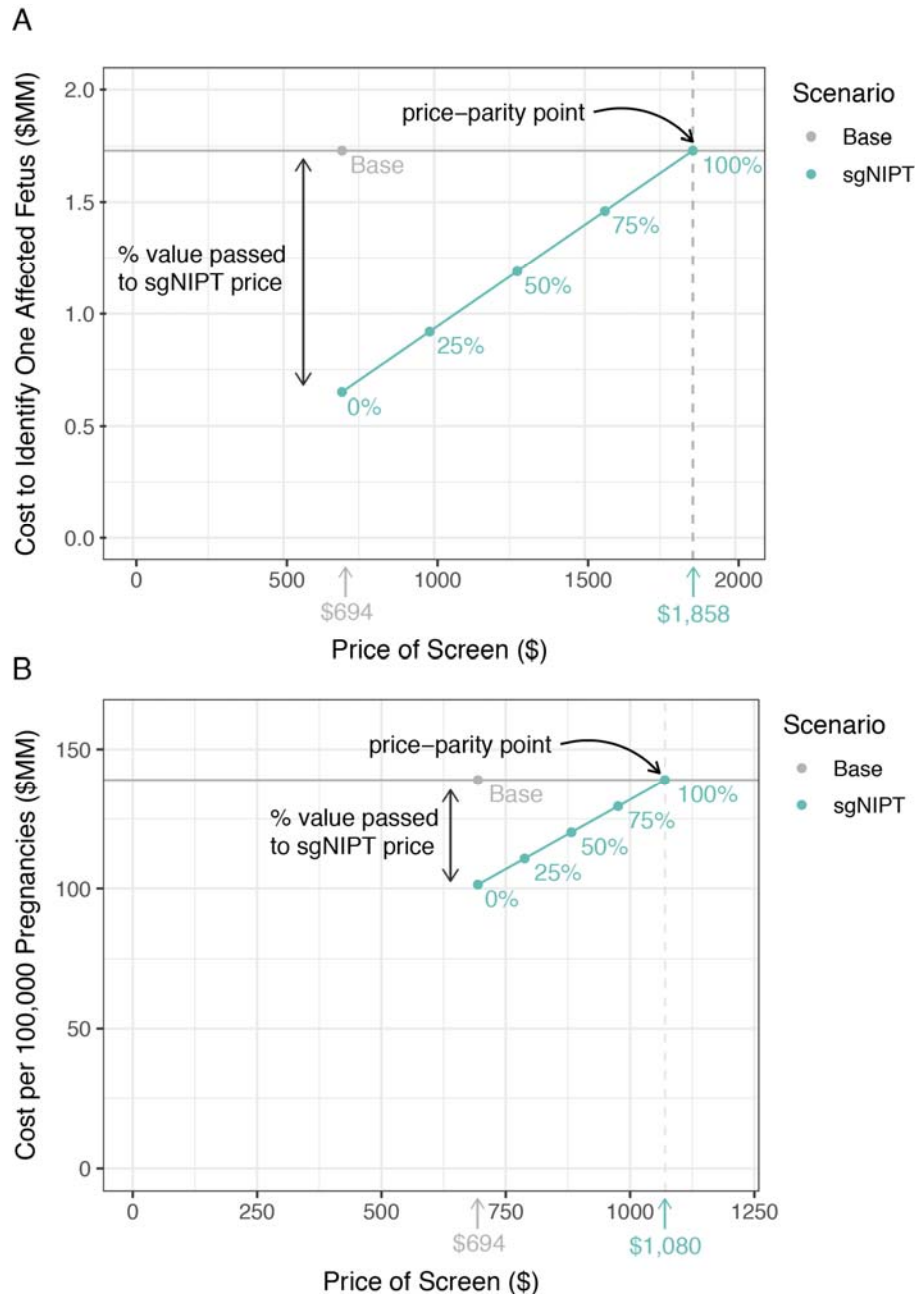 A
Cost to Identify One Affected Fetus ($MM)
2.0
1.5
1.0
0.5
0.0
price–parity point
Base
100%
75%
50%
25%
0%
% value passed
to sgNIPT price
Scenario
Base
sgNIPT
0 500 1000 1500 2000
$694 $1,858
Price of Screen ($)
B
Cost per 100,000 Pregnancies ($MM)
150
100
50
0
price–parity point
Base
100%
75%
50%
25%
0%
% value passed
to sgNIPT price
Scenario
Base
sgNIPT
0 250 500 750 1000 1250
$694 $1,080
Price of Screen ($)